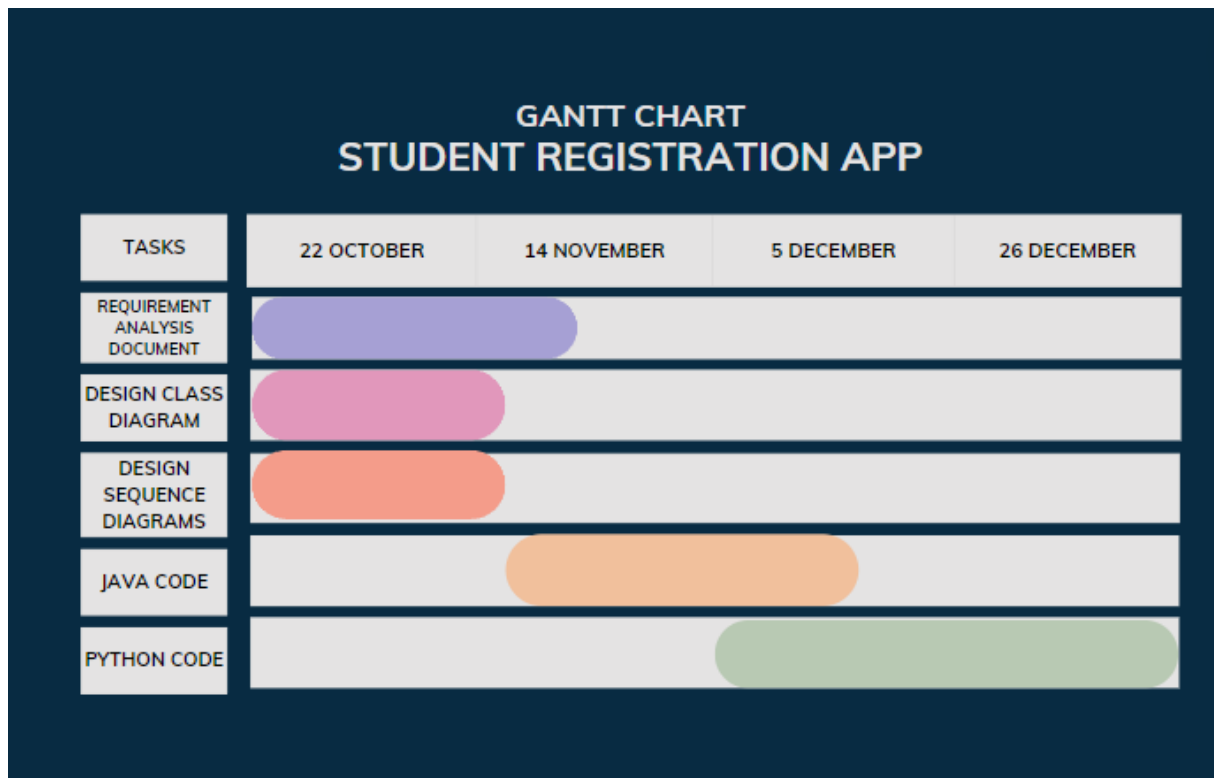 GANTT CHART
STUDENT REGISTRATION APP
TASKS
22 OCTOBER
14 NOVEMBER
5 DECEMBER
26 DECEMBER
REQUIREMENT
ANALYSIS
DOCUMENT
DESIGN CLASS
DIAGRAM
DESIGN
SEQUENCE
DIAGRAMS
JAVA CODE
PYTHON CODE